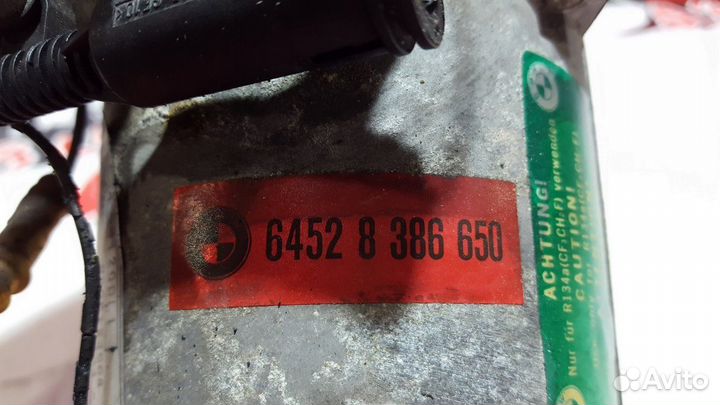 6452 8 386 650
ACHTUNG!
Nur für R134a(CF₃CH₂F) verwenden
CAUTION!
Avito